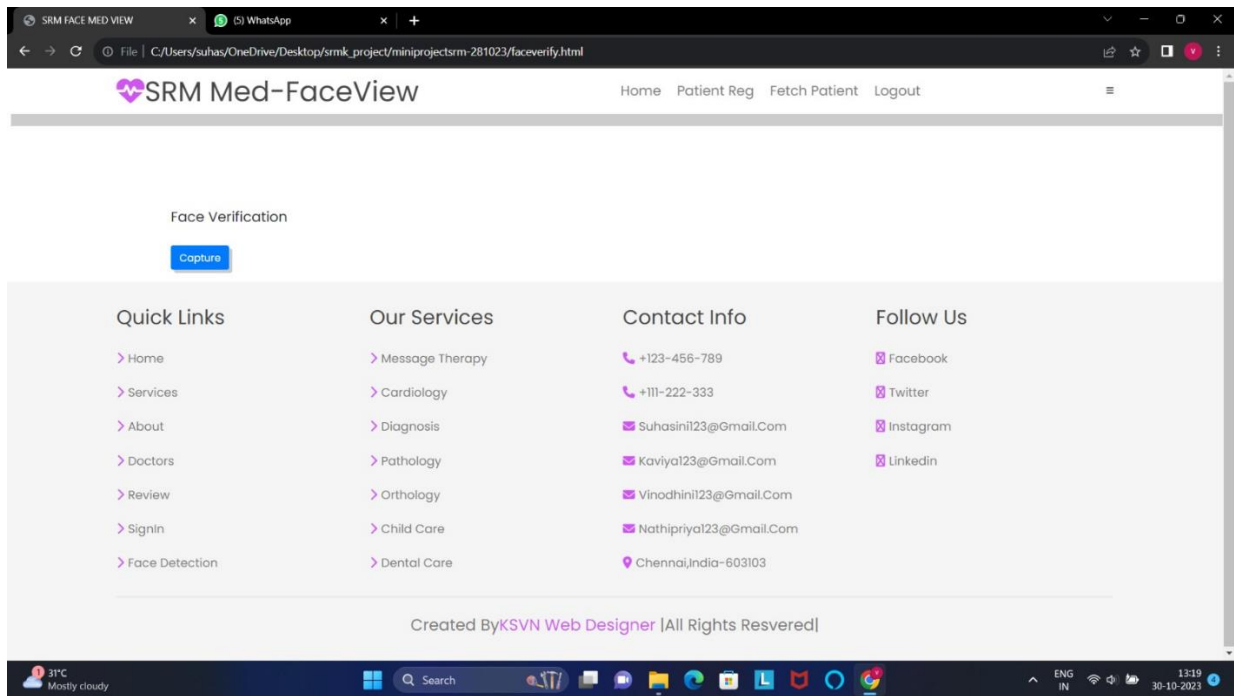 SRM FACE MED VIEW
(5) WhatsApp
File C:/Users/suhas/OneDrive/Desktop/srmk_project/miniprojectsrm-281023/faceverify.html
SRM Med-FaceView
Home Patient Reg Fetch Patient Logout
Face Verification
Capture
Quick Links
Home
Services
About
Doctors
Review
SignIn
Face Detection
Our Services
Message Therapy
Cardiology
Diagnosis
Pathology
Orthology
Child Care
Dental Care
Contact Info
+123-456-789
+111-222-333
Suhasini123@Gmail.Com
Kaviya123@Gmail.Com
Vinodhini123@Gmail.Com
Nathipriya123@Gmail.Com
Chennai,India-603103
Follow Us
Facebook
Twitter
Instagram
Linkedin
Created ByKSVN Web Designer |All Rights Resvered|
1
31°C
Mostly cloudy
Search
ENG
IN
13:19
30-10-2023
4